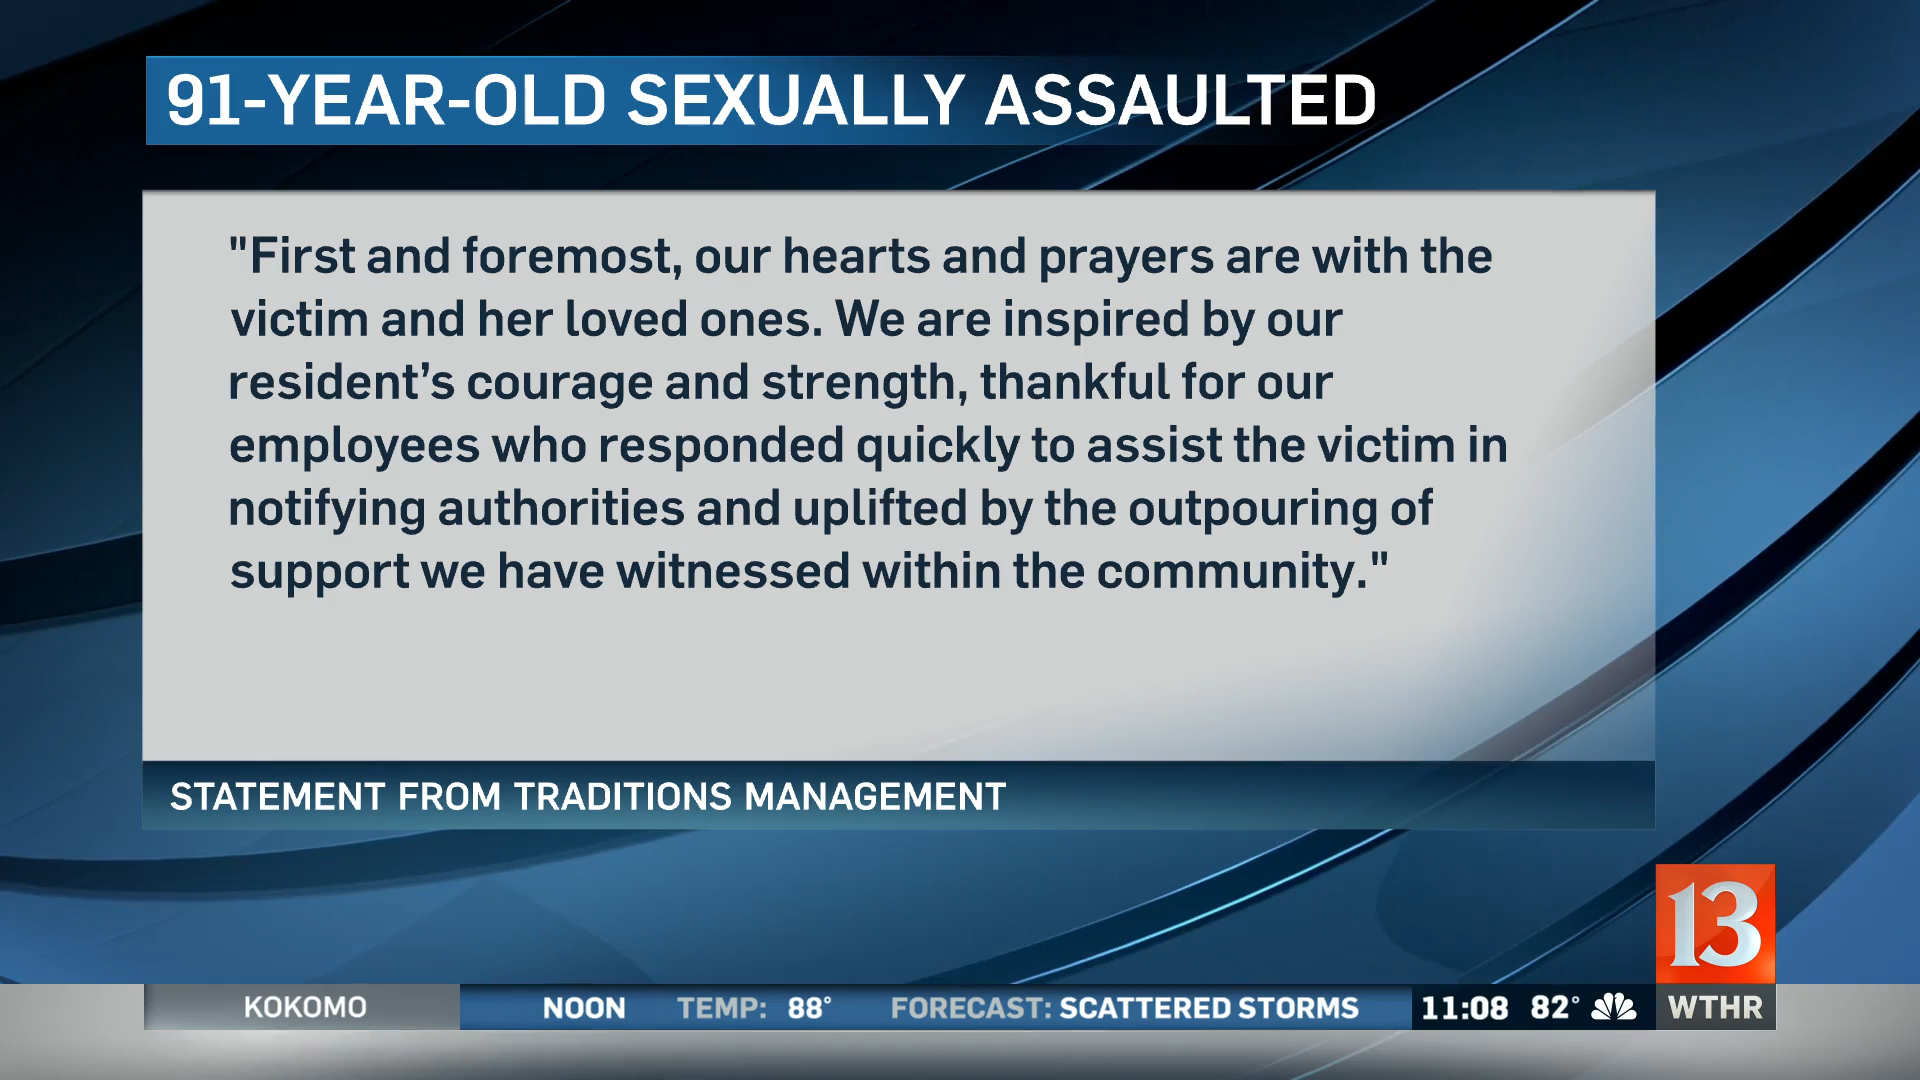 91-YEAR-OLD SEXUALLY ASSAULTED
"First and foremost, our hearts and prayers are with the
victim and her loved ones. We are inspired by our
resident’s courage and strength, thankful for our
employees who responded quickly to assist the victim in
notifying authorities and uplifted by the outpouring of
support we have witnessed within the community."
STATEMENT FROM TRADITIONS MANAGEMENT
13
KOKOMO NOON TEMP: 88° FORECAST: SCATTERED STORMS 11:08 82° WTHR